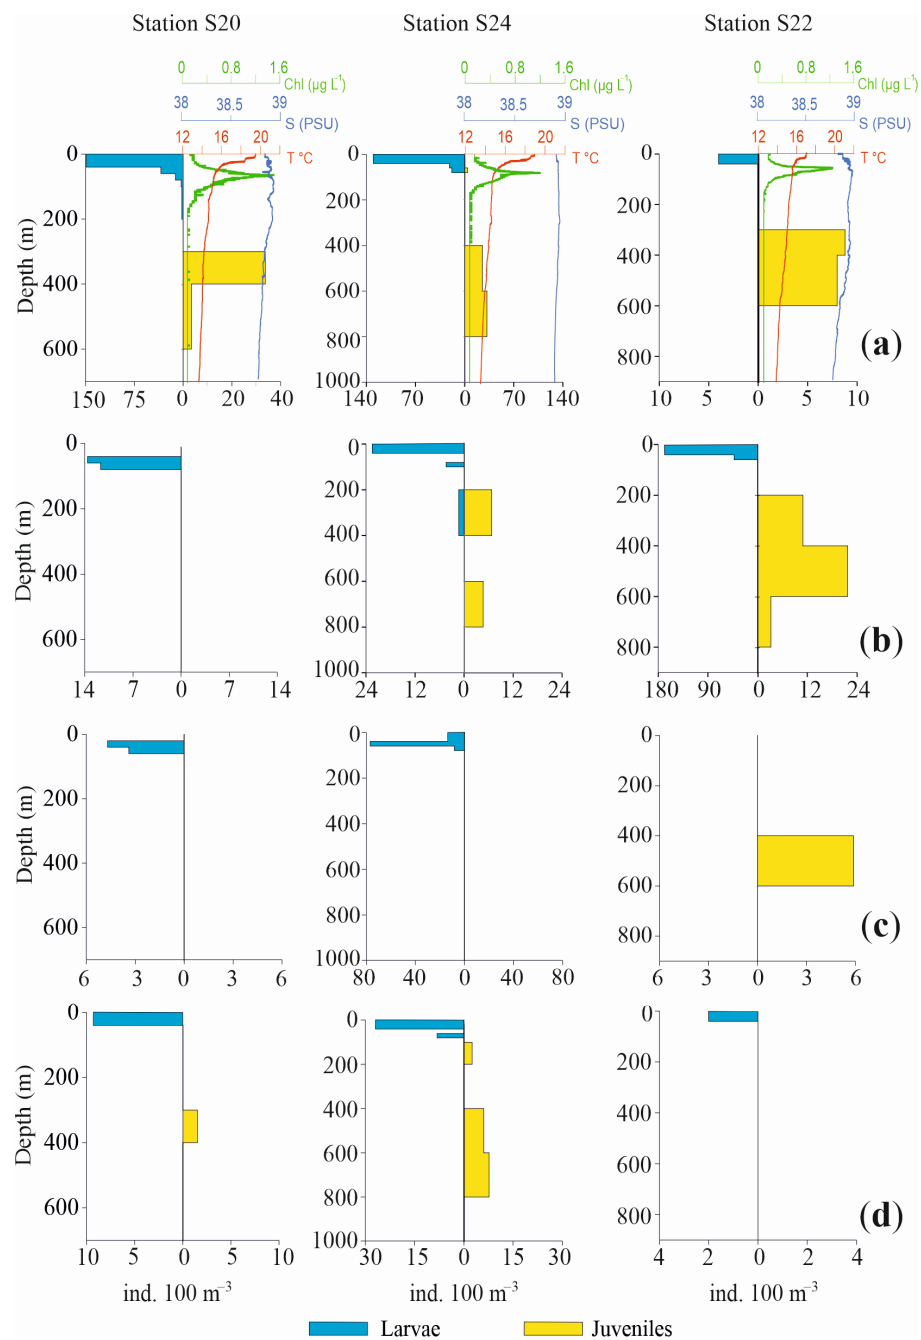 Station S20 Station S24 Station S22
0 0.8 1.6 0 0.8 1.6 0 0.8 1.6
Chl (µg L⁻¹) Chl (µg L⁻¹) Chl (µg L⁻¹)
38 38.5 39 38 38.5 39 38 38.5 39
S (PSU) S (PSU) S (PSU)
12 16 20 12 16 20 12 16 20
T °C T °C T °C
Depth (m)
0 200 400 600
150 75 0 20 40
0 200 400 600 800 1000
140 70 0 70 140
0 200 400 600 800
10 5 0 5 10
(a)
Depth (m)
0 200 400 600
14 7 0 7 14
0 200 400 600 800 1000
24 12 0 12 24
0 200 400 600 800
180 90 0 12 24
(b)
Depth (m)
0 200 400 600
6 3 0 3 6
0 200 400 600 800 1000
80 40 0 40 80
0 200 400 600 800
6 3 0 3 6
(c)
Depth (m)
0 200 400 600
10 5 0 5 10
0 200 400 600 800 1000
30 15 0 15 30
0 200 400 600 800
4 2 0 2 4
(d)
ind. 100 m⁻³ ind. 100 m⁻³ ind. 100 m⁻³
Larvae Juveniles